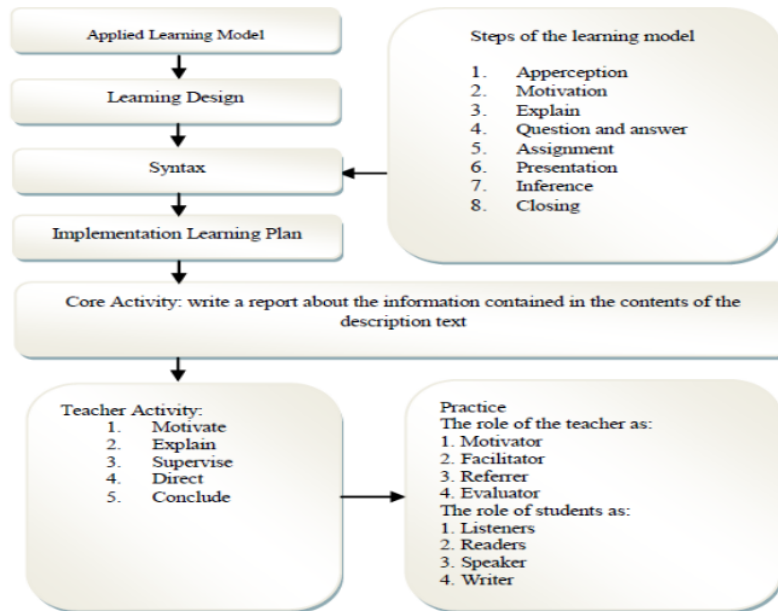 Applied Learning Model
Learning Design
Syntax
Implementation Learning Plan
Steps of the learning model
1. Apperception
2. Motivation
3. Explain
4. Question and answer
5. Assignment
6. Presentation
7. Inference
8. Closing
Core Activity: write a report about the information contained in the contents of the
description text
Teacher Activity:
1. Motivate
2. Explain
3. Supervise
4. Direct
5. Conclude
Practice
The role of the teacher as:
1. Motivator
2. Facilitator
3. Referrer
4. Evaluator
The role of students as:
1. Listeners
2. Readers
3. Speaker
4. Writer